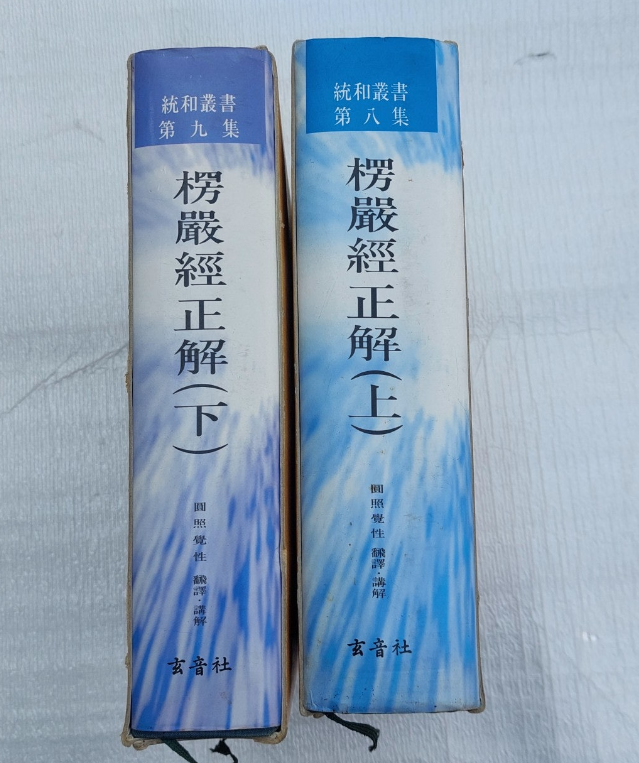 統和叢書
第九集
楞嚴經正解(下)
圓照覺性 飜譯·講解
玄音社
統和叢書
第八集
楞嚴經正解(上)
圓照覺性 飜譯·講解
玄音社